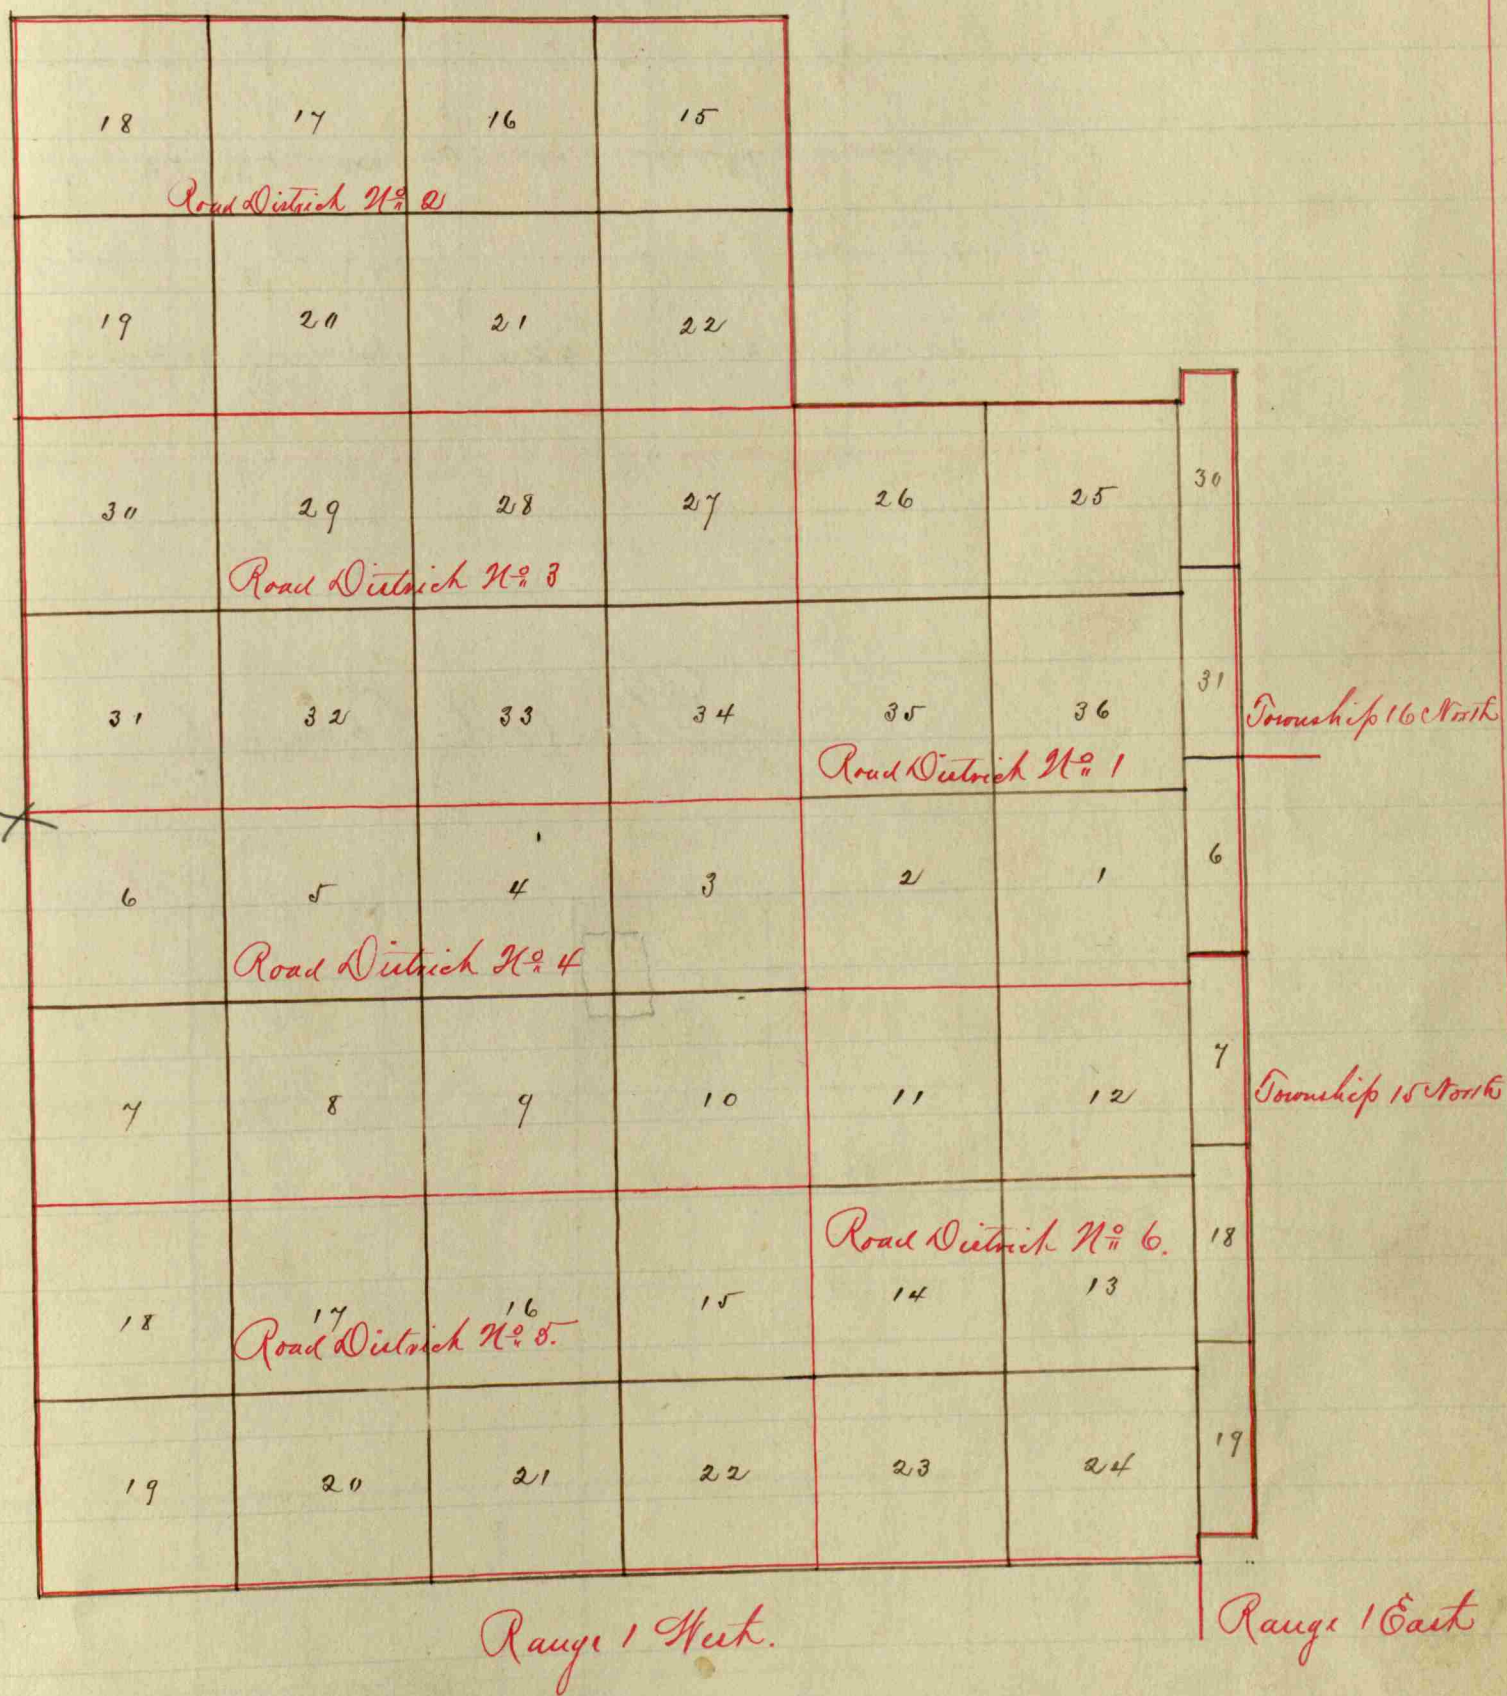 18 17 16 15
Road District No 2
19 20 21 22
30 29 28 27 26 25 30
Road District No 3
31 32 33 34 35 36 31
Township 16 North
Road District No 1
6 5 4 3 2 1 6
Road District No 4
7 8 9 10 11 12 7
Township 15 North
Road District No 6.
18 17 16 15 14 13 18
Road District No 5.
19 20 21 22 23 24 19
Range 1 West.
Range 1 East